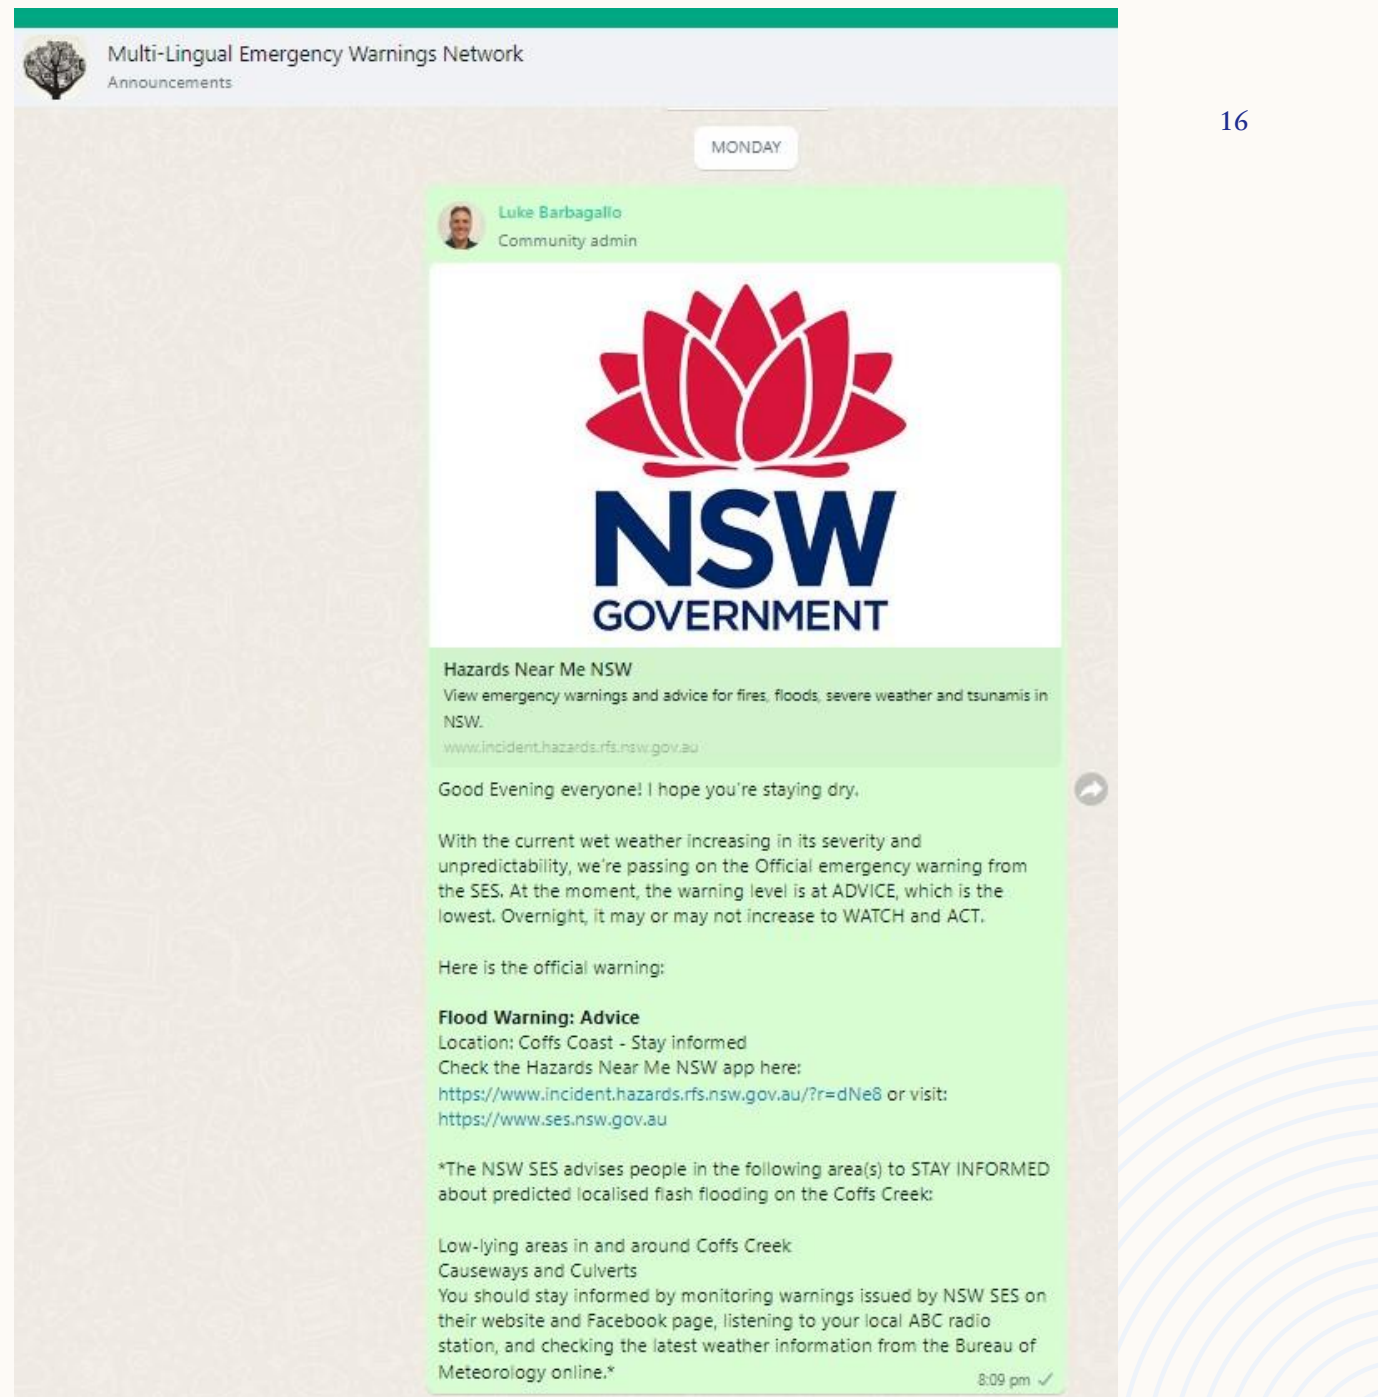 Multi-Lingual Emergency Warnings Network
Announcements
16
MONDAY
Luke Barbagallo
Community admin
NSW
GOVERNMENT
Hazards Near Me NSW
View emergency warnings and advice for fires, floods, severe weather and tsunamis in
NSW.
www.incident.hazards.rfs.nsw.gov.au
Good Evening everyone! I hope you're staying dry.
With the current wet weather increasing in its severity and
unpredictability, we're passing on the Official emergency warning from
the SES. At the moment, the warning level is at ADVICE, which is the
lowest. Overnight, it may or may not increase to WATCH and ACT.
Here is the official warning:
Flood Warning: Advice
Location: Coffs Coast - Stay informed
Check the Hazards Near Me NSW app here:
https://www.incident.hazards.rfs.nsw.gov.au/?r=dNe8 or visit:
https://www.ses.nsw.gov.au
*The NSW SES advises people in the following area(s) to STAY INFORMED
about predicted localised flash flooding on the Coffs Creek:
Low-lying areas in and around Coffs Creek
Causeways and Culverts
You should stay informed by monitoring warnings issued by NSW SES on
their website and Facebook page, listening to your local ABC radio
station, and checking the latest weather information from the Bureau of
Meteorology online.*
8:09 pm